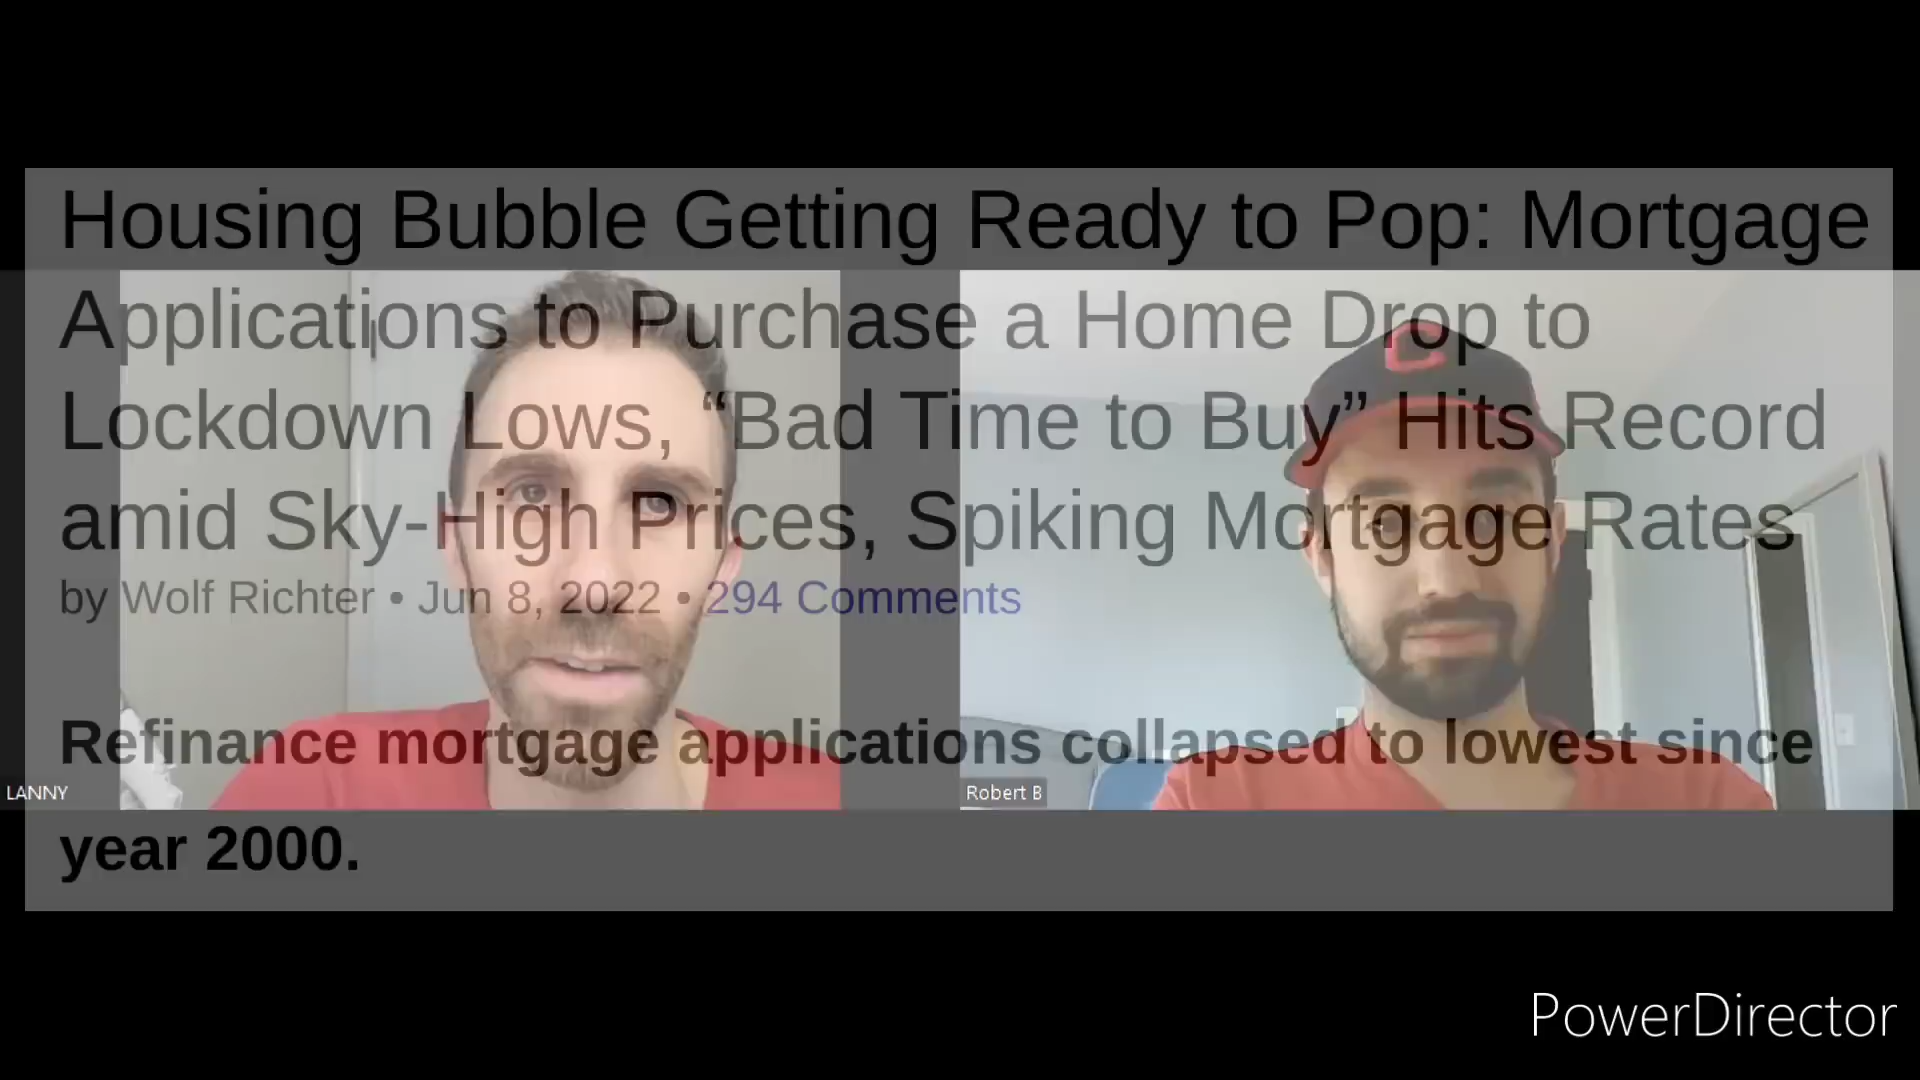 Housing Bubble Getting Ready to Pop: Mortgage
Applications to Purchase a Home Drop to
Lockdown Lows, “Bad Time to Buy” Hits Record
amid Sky-High Prices, Spiking Mortgage Rates
by Wolf Richter • Jun 8, 2022 • 294 Comments
Refinance mortgage applications collapsed to lowest since
year 2000.
LANNY
Robert B
C
PowerDirector